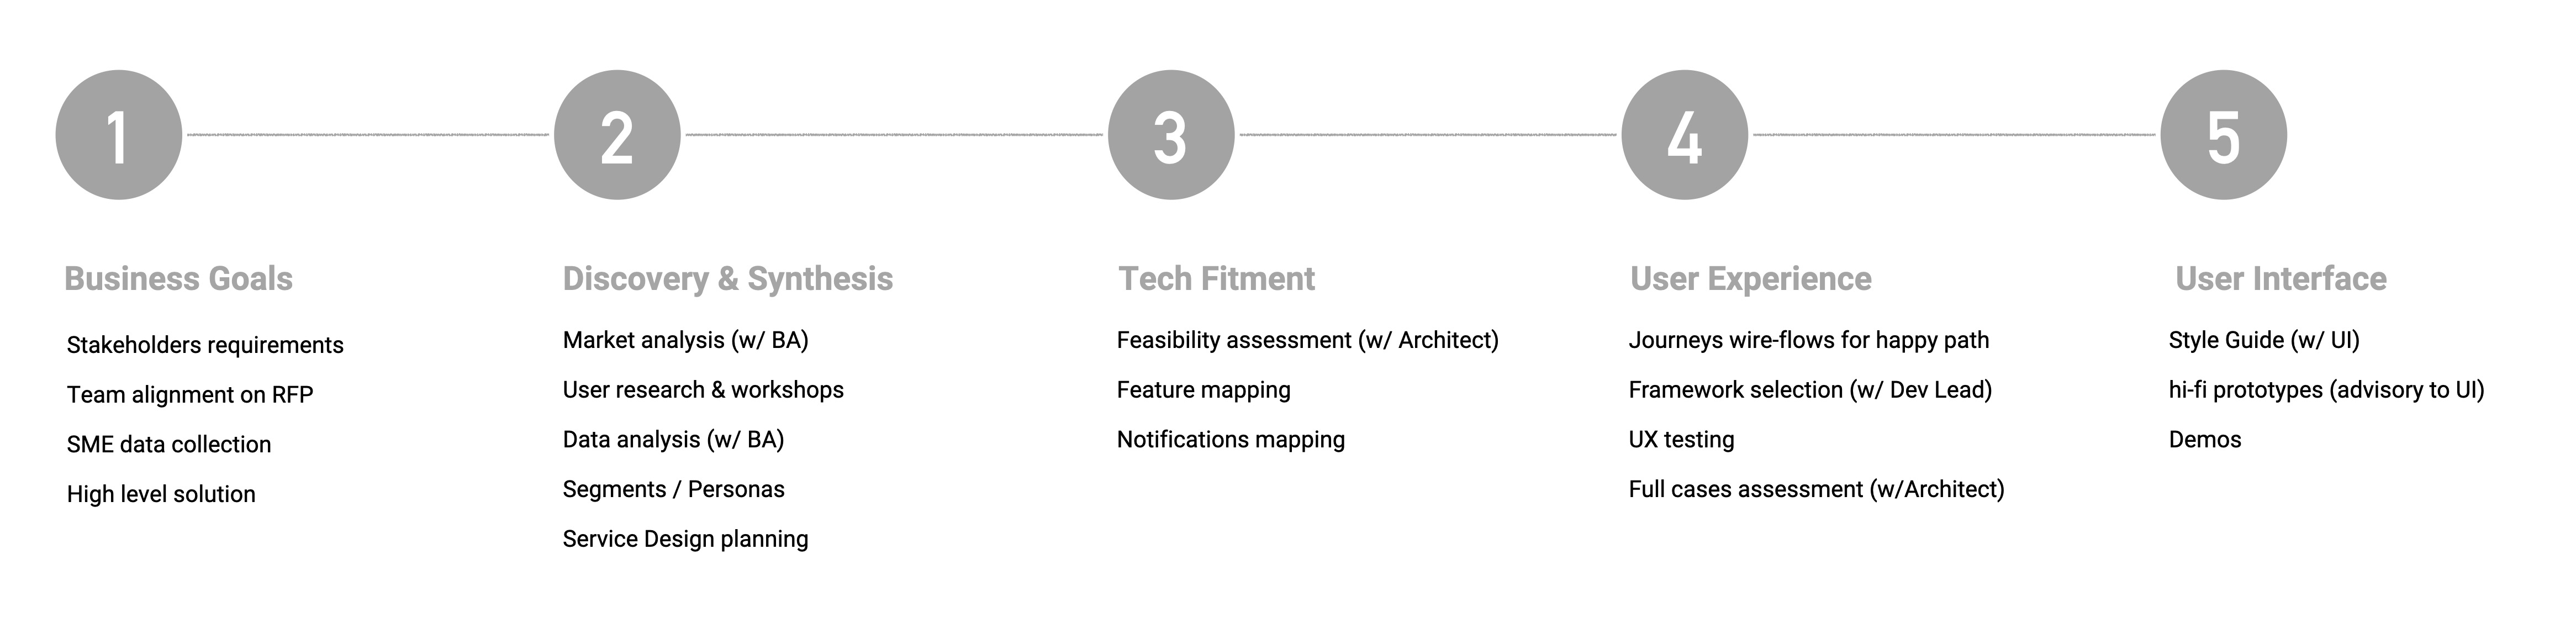 1
2
3
4
5
Business Goals
Stakeholders requirements
Team alignment on RFP
SME data collection
High level solution
Discovery & Synthesis
Market analysis (w/ BA)
User research & workshops
Data analysis (w/ BA)
Segments / Personas
Service Design planning
Tech Fitment
Feasibility assessment (w/ Architect)
Feature mapping
Notifications mapping
User Experience
Journeys wire-flows for happy path
Framework selection (w/ Dev Lead)
UX testing
Full cases assessment (w/Architect)
User Interface
Style Guide (w/ UI)
hi-fi prototypes (advisory to UI)
Demos